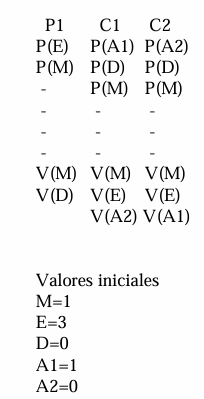 P1 C1 C2
P(E) P(A1) P(A2)
P(M) P(D) P(D)
- P(M) P(M)
- - -
- - -
- - -
V(M) V(M) V(M)
V(D) V(E) V(E)
V(A2) V(A1)
Valores iniciales
M=1
E=3
D=0
A1=1
A2=0